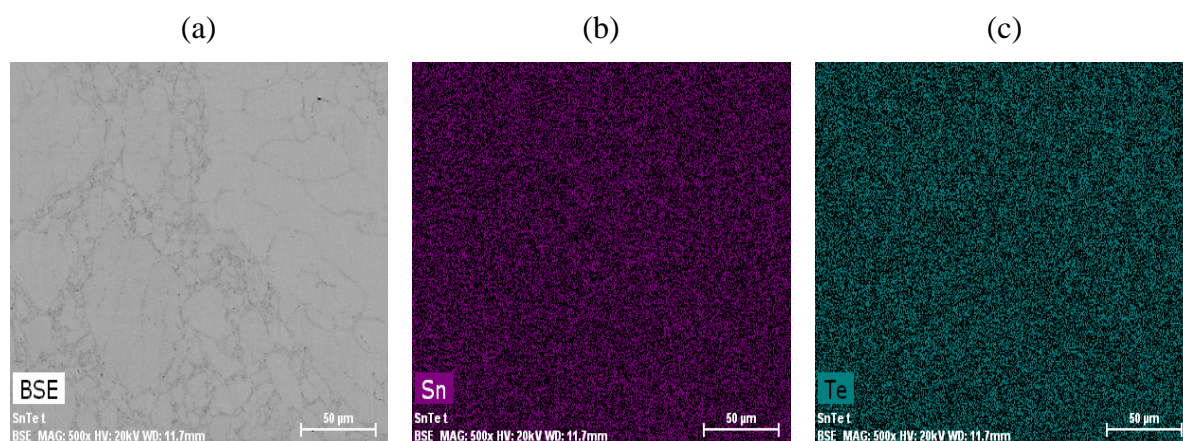 (a)
(b)
(c)
BSE
SnTe t
50 µm
BSE MAG: 500x HV: 20kV WD: 11.7mm
Sn
SnTe t
50 µm
BSE MAG: 500x HV: 20kV WD: 11.7mm
Te
SnTe t
50 µm
BSE MAG: 500x HV: 20kV WD: 11.7mm